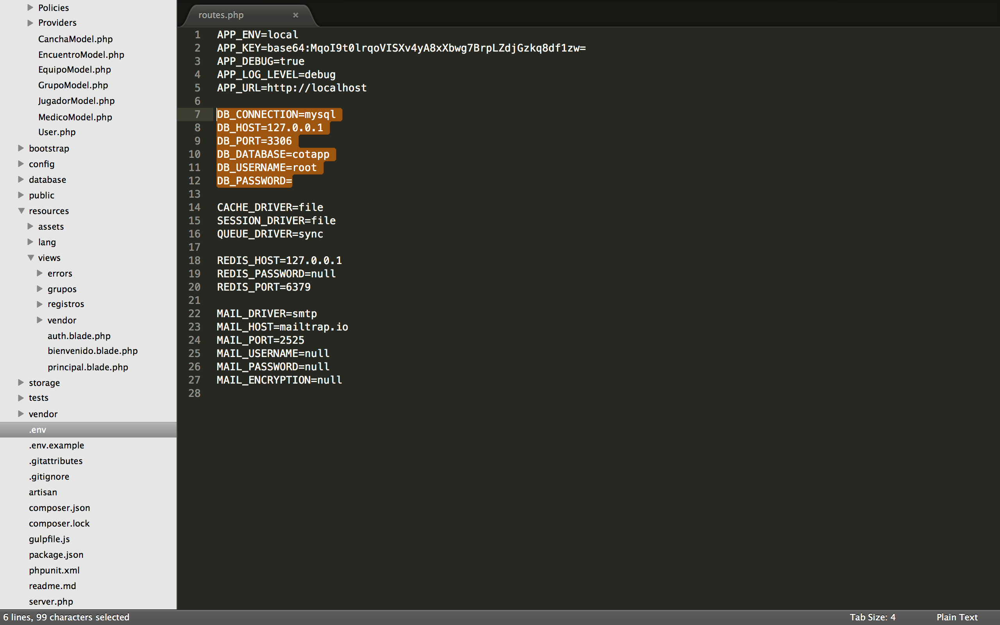 Policies
Providers
CanchaModel.php
EncuentroModel.php
EquipoModel.php
GrupoModel.php
JugadorModel.php
MedicoModel.php
User.php
bootstrap
config
database
public
resources
assets
lang
views
errors
grupos
registros
vendor
auth.blade.php
bienvenido.blade.php
principal.blade.php
storage
tests
vendor
.env
.env.example
.gitattributes
.gitignore
artisan
composer.json
composer.lock
gulpfile.js
package.json
phpunit.xml
readme.md
server.php
routes.php ×
1 APP_ENV=local
2 APP_KEY=base64:MqoI9t0lrqoVISXv4yA8xXbwg7BrpLZdjGzkq8df1zw=
3 APP_DEBUG=true
4 APP_LOG_LEVEL=debug
5 APP_URL=http://localhost
6
7 DB_CONNECTION=mysql
8 DB_HOST=127.0.0.1
9 DB_PORT=3306
10 DB_DATABASE=cotapp
11 DB_USERNAME=root
12 DB_PASSWORD=
13
14 CACHE_DRIVER=file
15 SESSION_DRIVER=file
16 QUEUE_DRIVER=sync
17
18 REDIS_HOST=127.0.0.1
19 REDIS_PASSWORD=null
20 REDIS_PORT=6379
21
22 MAIL_DRIVER=smtp
23 MAIL_HOST=mailtrap.io
24 MAIL_PORT=2525
25 MAIL_USERNAME=null
26 MAIL_PASSWORD=null
27 MAIL_ENCRYPTION=null
28
6 lines, 99 characters selected
Tab Size: 4
Plain Text